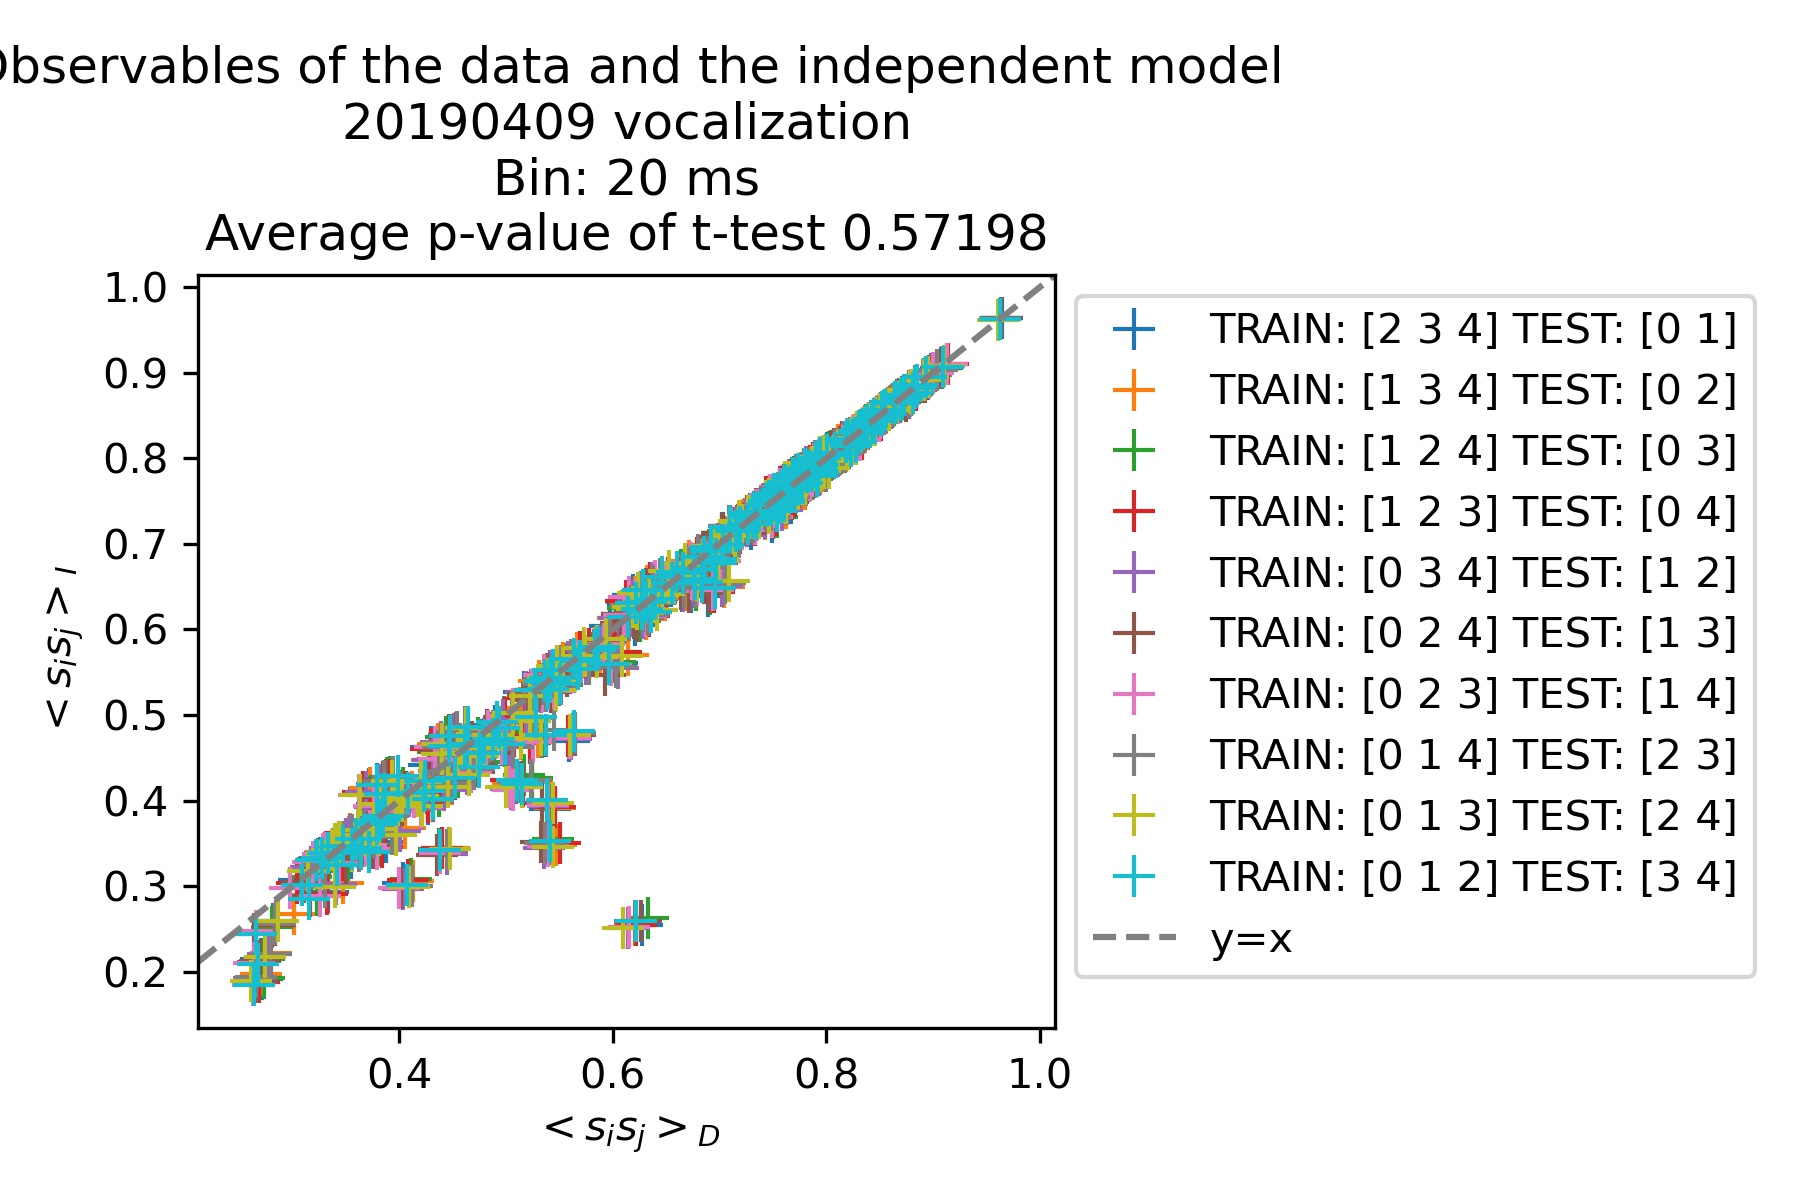 Observables of the data and the independent model
20190409 vocalization
Bin: 20 ms
Average p-value of t-test 0.57198
1.0
0.9
0.8
0.7
0.6
0.5
0.4
0.3
0.2
< s_i s_j >_I
0.4 0.6 0.8 1.0
< s_i s_j >_D
TRAIN: [2 3 4] TEST: [0 1]
TRAIN: [1 3 4] TEST: [0 2]
TRAIN: [1 2 4] TEST: [0 3]
TRAIN: [1 2 3] TEST: [0 4]
TRAIN: [0 3 4] TEST: [1 2]
TRAIN: [0 2 4] TEST: [1 3]
TRAIN: [0 2 3] TEST: [1 4]
TRAIN: [0 1 4] TEST: [2 3]
TRAIN: [0 1 3] TEST: [2 4]
TRAIN: [0 1 2] TEST: [3 4]
y=x